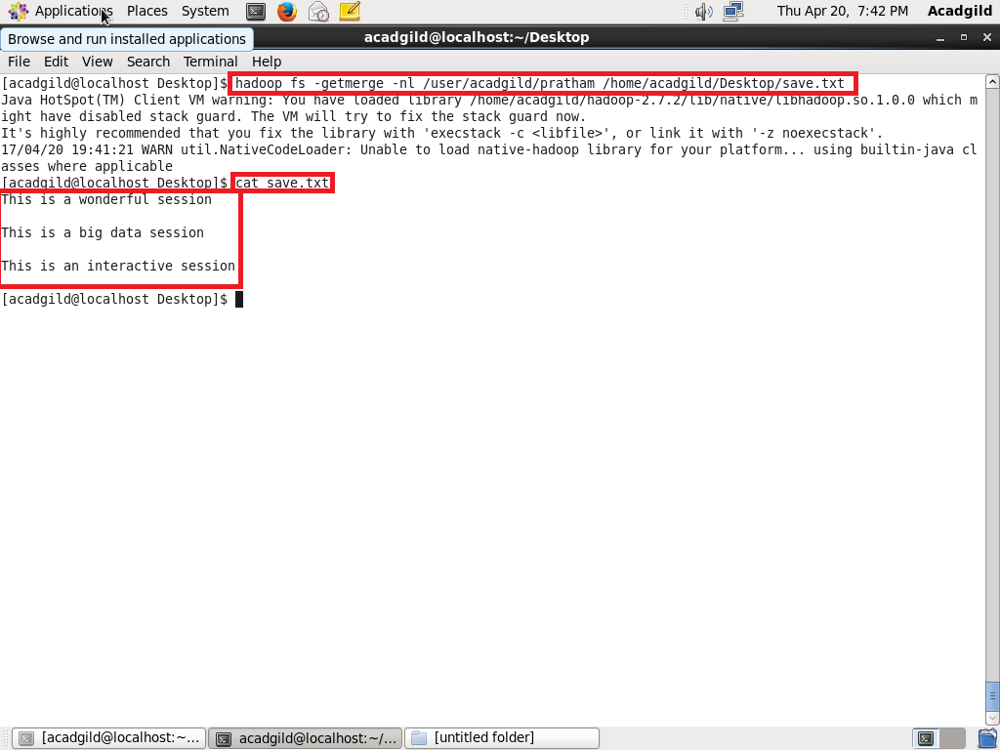 Applications Places System Thu Apr 20, 7:42 PM Acadgild
Browse and run installed applications
acadgild@localhost:~/Desktop
File Edit View Search Terminal Help
[acadgild@localhost Desktop]$ hadoop fs -getmerge -nl /user/acadgild/pratham /home/acadgild/Desktop/save.txt
Java HotSpot(TM) Client VM warning: You have loaded library /home/acadgild/hadoop-2.7.2/lib/native/libhadoop.so.1.0.0 which m
ight have disabled stack guard. The VM will try to fix the stack guard now.
It's highly recommended that you fix the library with 'execstack -c <libfile>', or link it with '-z noexecstack'.
17/04/20 19:41:21 WARN util.NativeCodeLoader: Unable to load native-hadoop library for your platform... using builtin-java cl
asses where applicable
[acadgild@localhost Desktop]$ cat save.txt
This is a wonderful session
This is a big data session
This is an interactive session
[acadgild@localhost Desktop]$
[acadgild@localhost:~... acadgild@localhost:~/... [untitled folder]